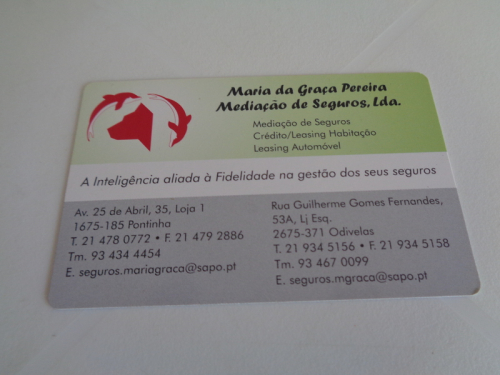 Maria da Graça Pereira
Mediação de Seguros, Lda.
Mediação de Seguros
Crédito/Leasing Habitação
Leasing Automóvel
A Inteligência aliada à Fidelidade na gestão dos seus seguros
Av. 25 de Abril, 35, Loja 1
1675-185 Pontinha
T. 21 478 0772 • F. 21 479 2886
Tm. 93 434 4454
E. seguros.mariagraca@sapo.pt
Rua Guilherme Gomes Fernandes,
53A, Lj Esq.
2675-371 Odivelas
T. 21 934 5156 • F. 21 934 5158
Tm. 93 467 0099
E. seguros.mgraca@sapo.pt